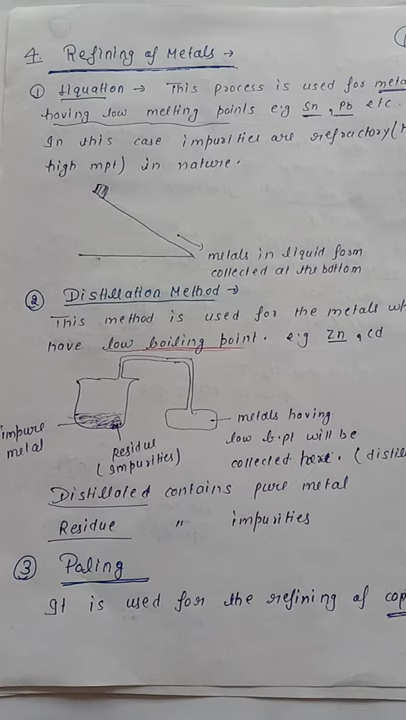 4. Refining of Metals →
① Liquation → This process is used for meta
having low melting points e.g Sn, Pb etc.
In this case impurities are refractory (
high mpt) in nature.
metals in liquid form
collected at the bottom
② Distillation Method →
This method is used for the metals wh
have low boiling point. e.g Zn, Cd
impure
metal
Residue
(Impurities)
metals having
low b.pt will be
collected here. (distill
Distillated contains pure metal
Residue " impurities
③ Paling
It is used for the refining of cop